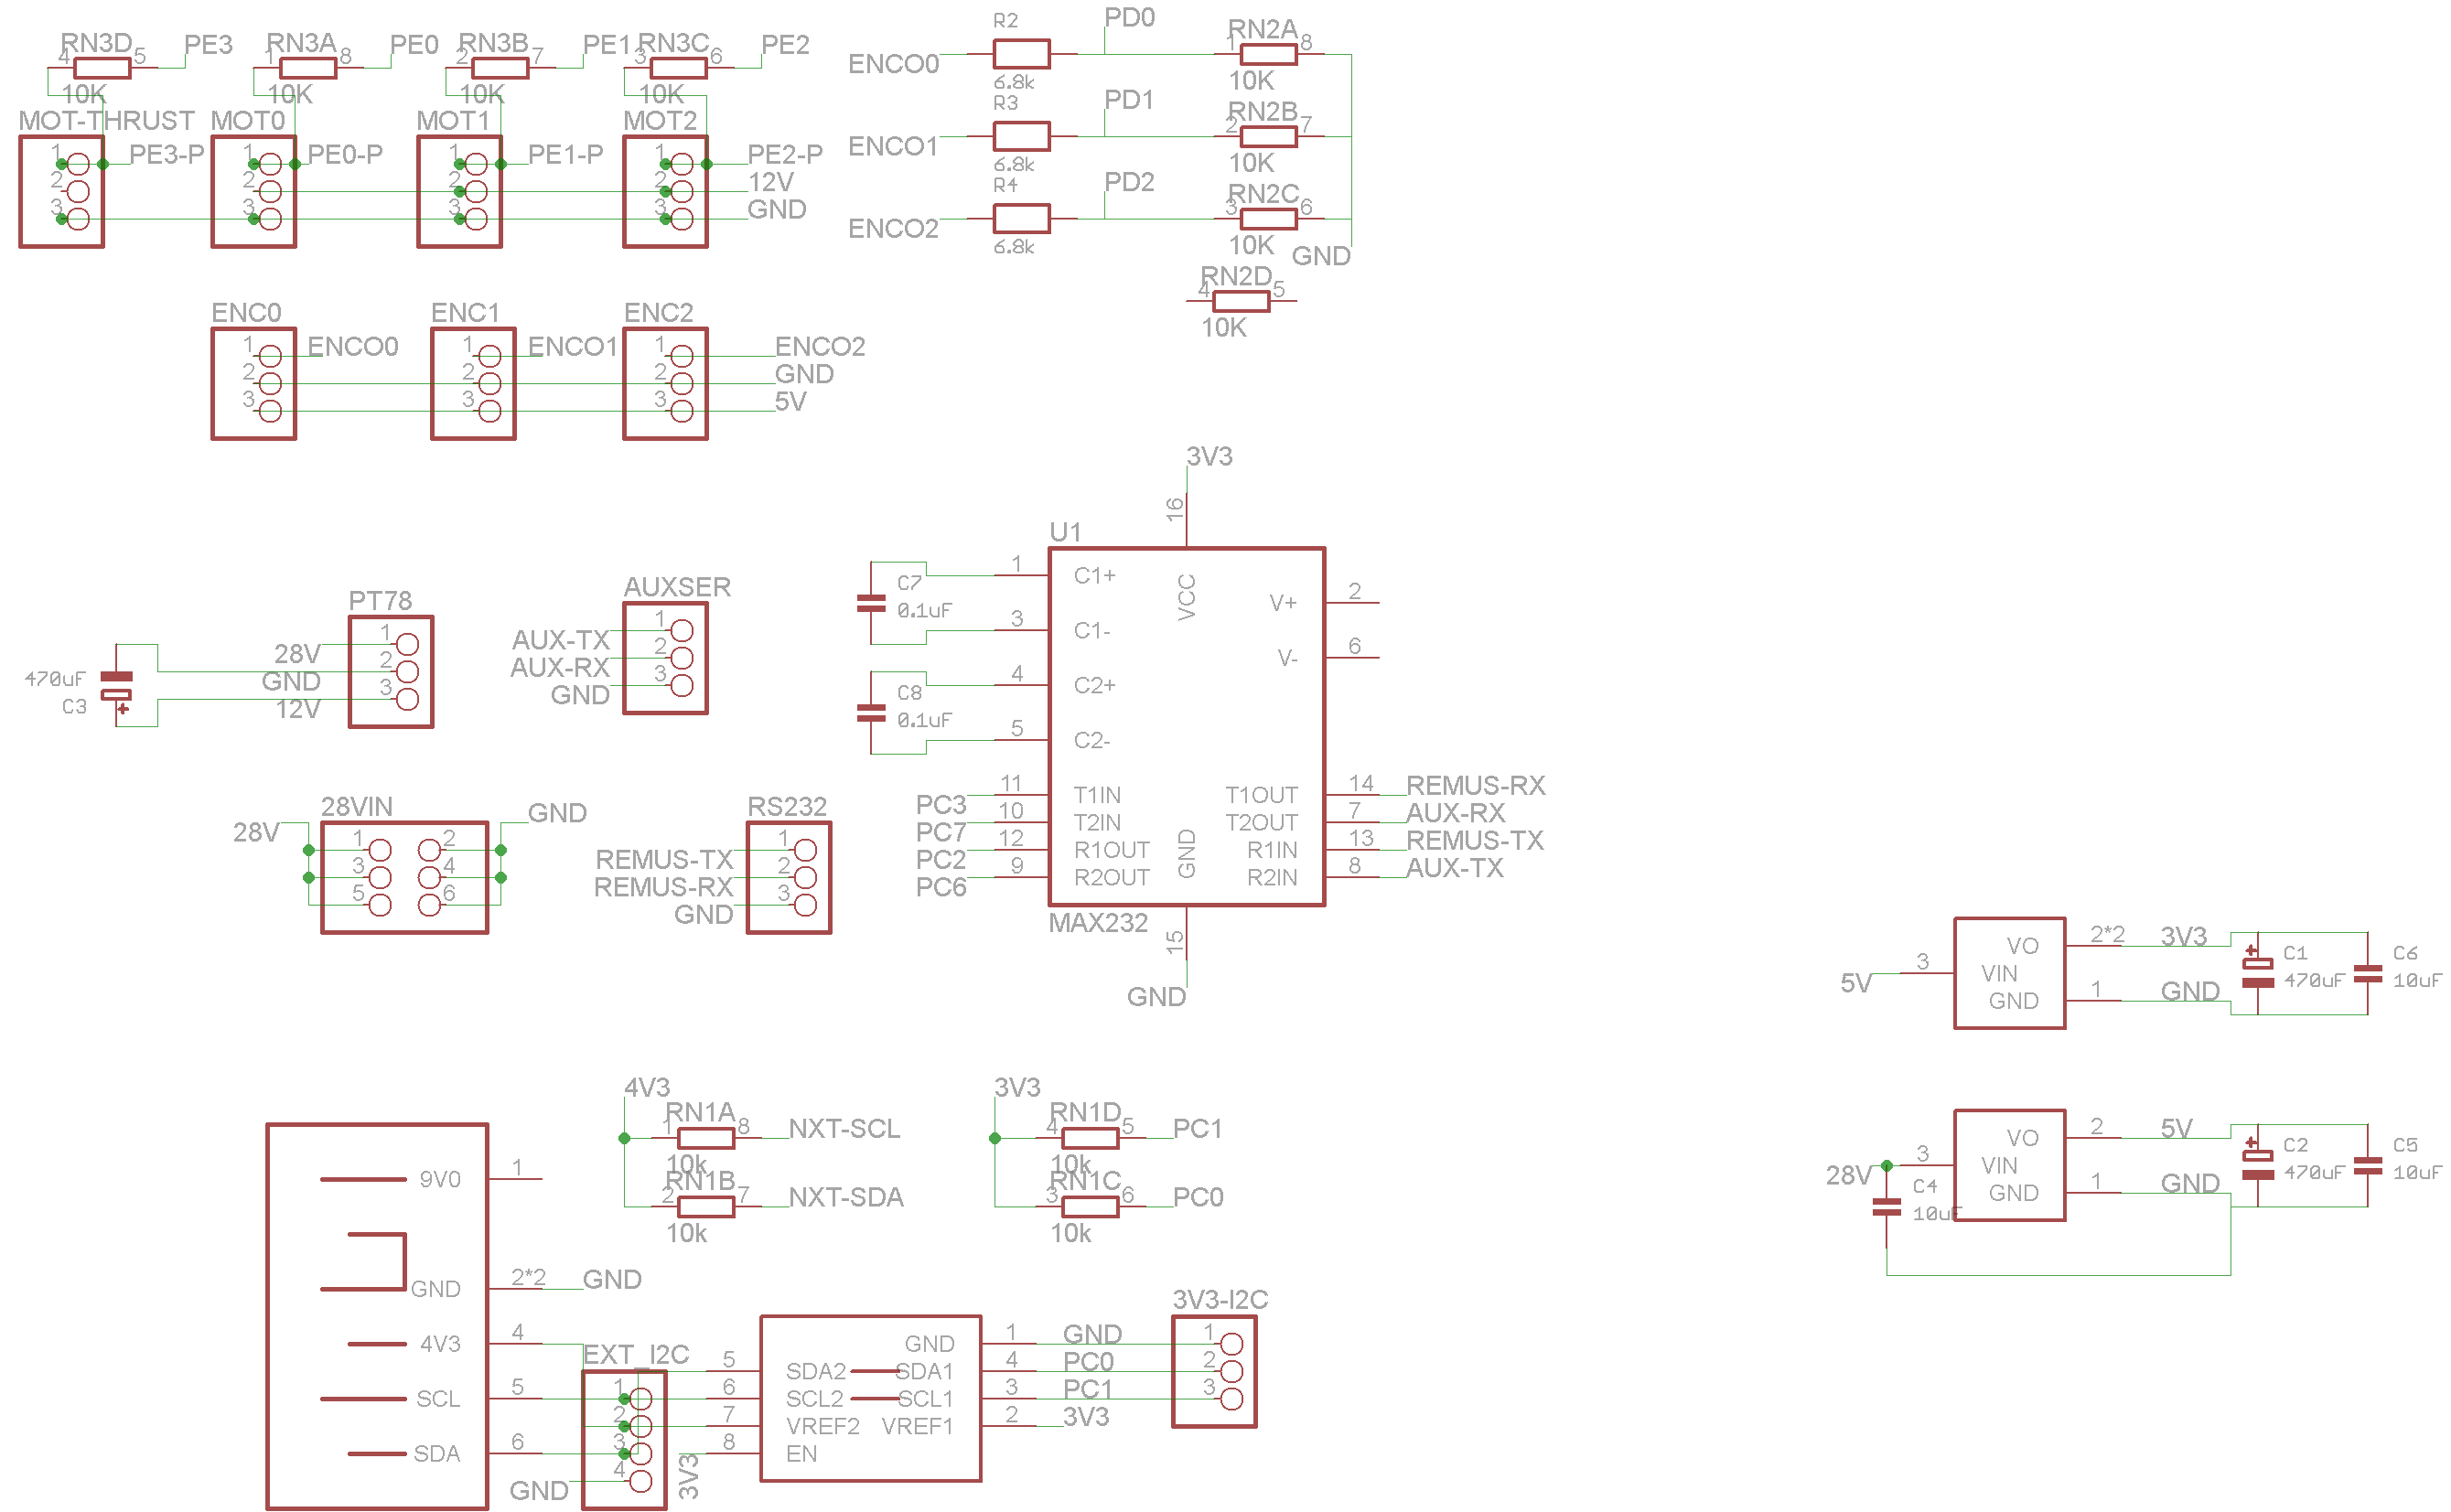 RN3D PE3 RN3A PE0 RN3B PE1 RN3C PE2
4 5 1 8 2 7 3 6
10K 10K 10K 10K
MOT-THRUST MOT0 MOT1 MOT2
1 PE3-P 1 PE0-P 1 PE1-P 1 PE2-P
2 2 2 2 12V
3 3 3 3 GND
R2 PD0 RN2A
ENCO0 1 8
6.8k 10K
R3 PD1 RN2B
ENCO1 2 7
6.8k 10K
R4 PD2 RN2C
ENCO2 3 6
6.8k 10K
GND
RN2D
4 5
10K
ENC0 ENC1 ENC2
1 ENCO0 1 ENCO1 1 ENCO2
2 2 2 GND
3 3 3 5V
3V3
16
U1
1 C1+ VCC
C7
0.1uF
V+ 2
3 C1-
V- 6
4 C2+
C8
0.1uF
5 C2-
PC3 11 T1IN T1OUT 14 REMUS-RX
PC7 10 T2IN T2OUT 7 AUX-RX
PC2 12 R1OUT R1IN 13 REMUS-TX
PC6 9 R2OUT R2IN 8 AUX-TX
GND
MAX232
15
GND
PT78
28V 1
GND 2
12V 3
470uF
C3
AUXSER
AUX-TX 1
AUX-RX 2
GND 3
28VIN
28V GND
1 2
3 4
5 6
RS232
REMUS-TX 1
REMUS-RX 2
GND 3
VO 2*2 3V3
5V 3 VIN
GND 1 GND
C1 C6
470uF 10uF
VO 2 5V
28V 3 VIN
GND 1 GND
C2 C5
470uF 10uF
C4
10uF
4V3 3V3
RN1A RN1D
1 8 NXT-SCL 4 5 PC1
10k 10k
RN1B RN1C
2 7 NXT-SDA 3 6 PC0
10k 10k
9V0 1
GND 2*2 GND
4V3 4
SCL 5
SDA 6
EXT_I2C
1
2
3
4
GND
3V3
GND 1 GND
5 SDA2 SDA1 4 PC0
6 SCL2 SCL1 3 PC1
7 VREF2 VREF1 2 3V3
8 EN
3V3-I2C
1
2
3